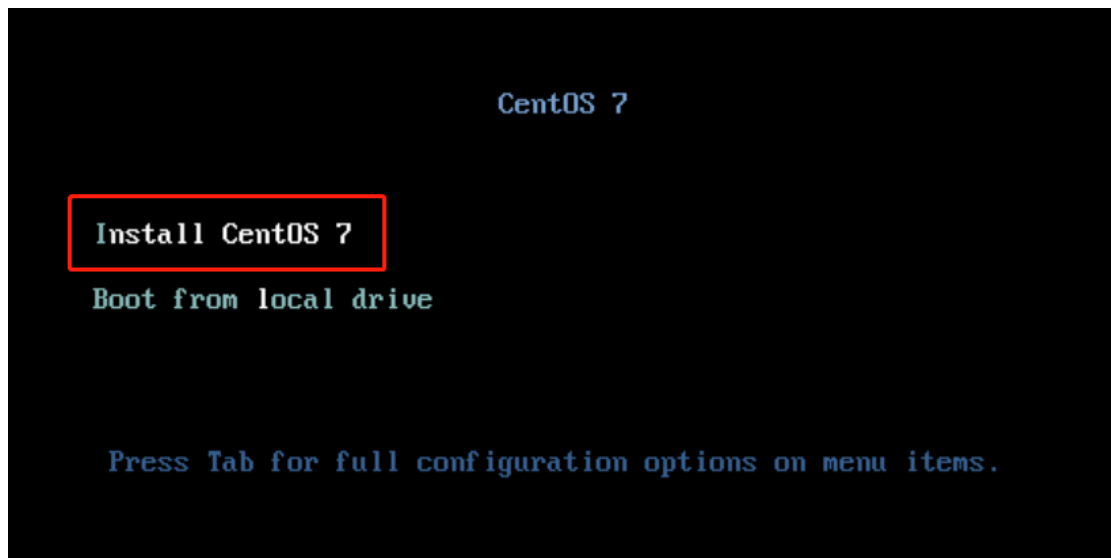 CentOS 7
Install CentOS 7
Boot from local drive
Press Tab for full configuration options on menu items.